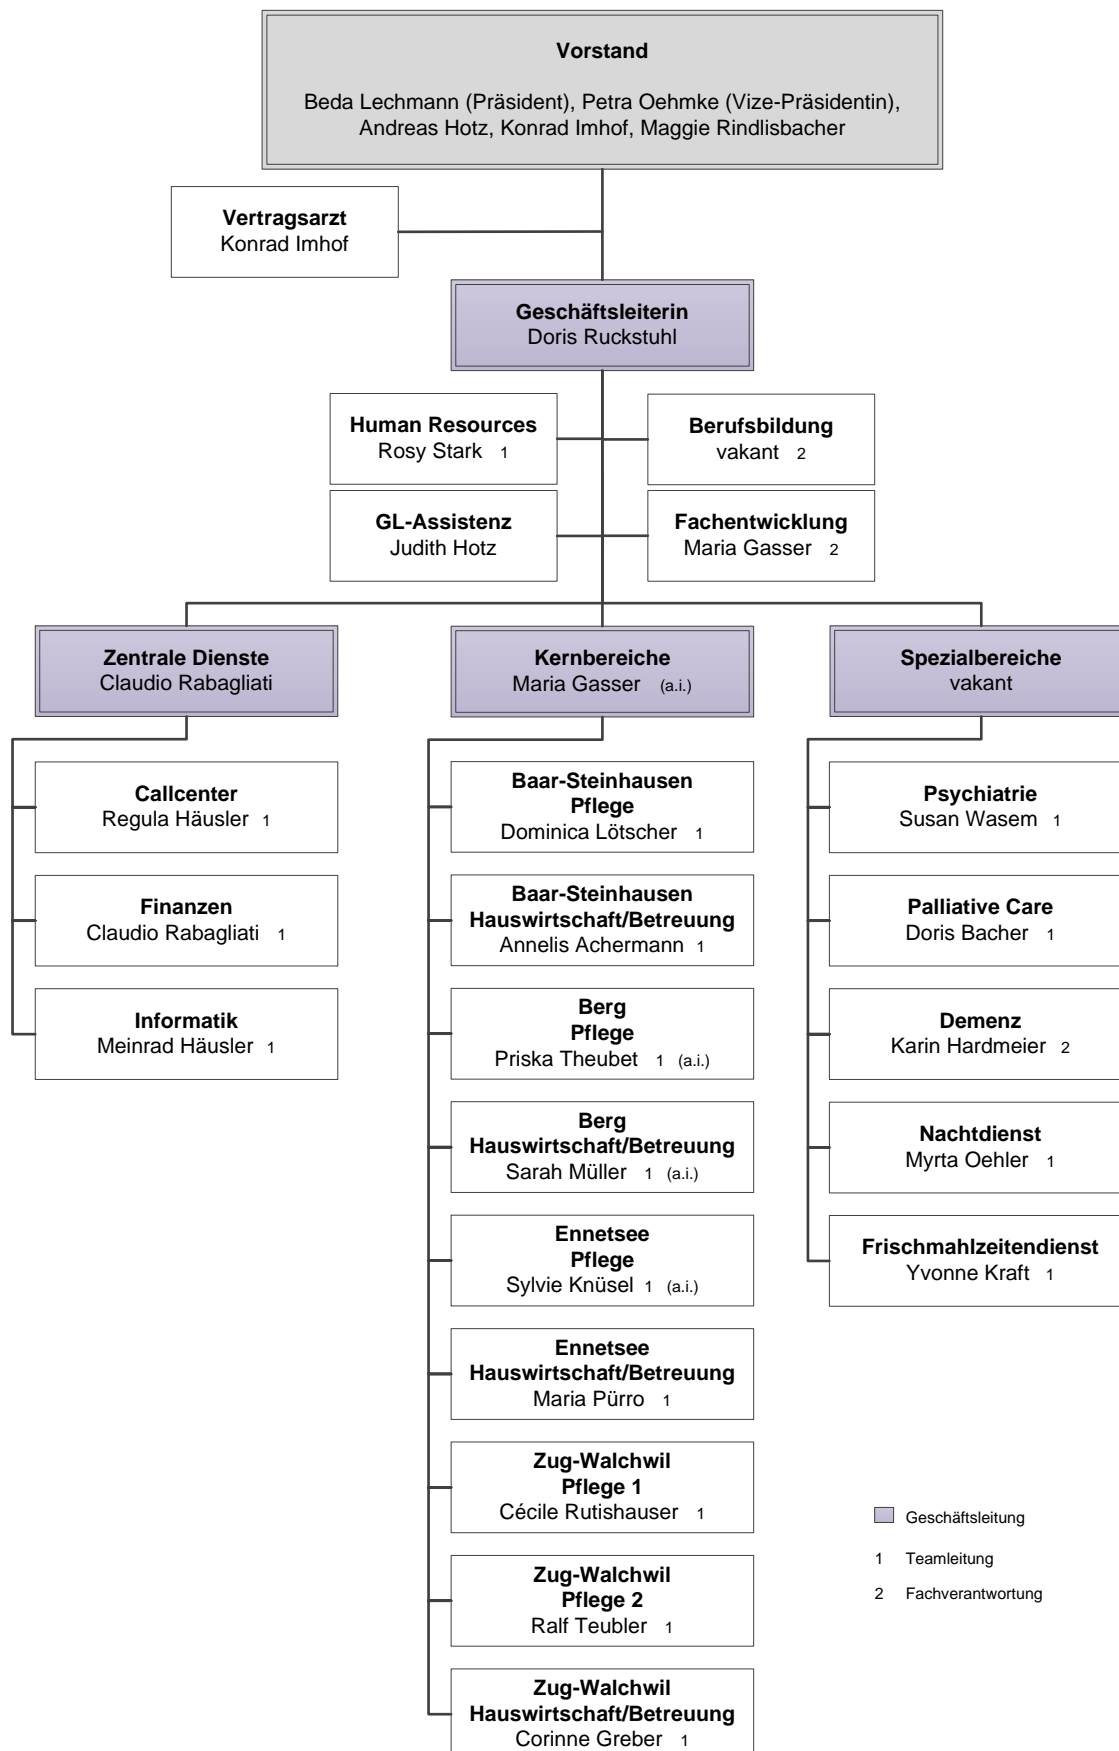 Vorstand
Beda Lechmann (Präsident), Petra Oehmke (Vize-Präsidentin),
Andreas Hotz, Konrad Imhof, Maggie Rindlisbacher
Vertragsarzt
Konrad Imhof
Geschäftsleiterin
Doris Ruckstuhl
Human Resources
Rosy Stark 1
Berufsbildung
vakant 2
GL-Assistenz
Judith Hotz
Fachentwicklung
Maria Gasser 2
Zentrale Dienste
Claudio Rabagliati
Callcenter
Regula Häusler 1
Finanzen
Claudio Rabagliati 1
Informatik
Meinrad Häusler 1
Kernbereiche
Maria Gasser (a.i.)
Baar-Steinhausen
Pflege
Dominica Lötscher 1
Baar-Steinhausen
Hauswirtschaft/Betreuung
Annelis Achermann 1
Berg
Pflege
Priska Theubet 1 (a.i.)
Berg
Hauswirtschaft/Betreuung
Sarah Müller 1 (a.i.)
Ennetsee
Pflege
Sylvie Knüsel 1 (a.i.)
Ennetsee
Hauswirtschaft/Betreuung
Maria Pürro 1
Zug-Walchwil
Pflege 1
Cécile Rutishauser 1
Zug-Walchwil
Pflege 2
Ralf Teubler 1
Zug-Walchwil
Hauswirtschaft/Betreuung
Corinne Greber 1
Spezialbereiche
vakant
Psychiatrie
Susan Wasem 1
Palliative Care
Doris Bacher 1
Demenz
Karin Hardmeier 2
Nachtdienst
Myrta Oehler 1
Frischmahlzeitendienst
Yvonne Kraft 1
Geschäftsleitung
1 Teamleitung
2 Fachverantwortung